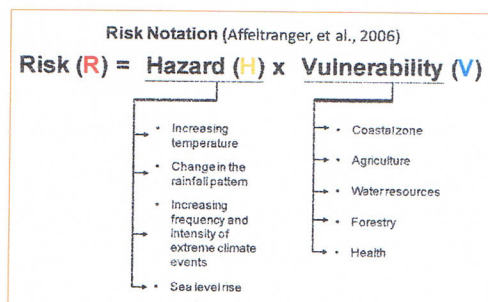 Risk Notation (Affeltranger, et al., 2006)
Risk (R) = Hazard (H) x Vulnerability (V)
• Increasing
temperature
• Change in the
rainfall pattern
• Increasing
frequency and
intensity of
extreme climate
events
• Sea level rise
• Coastal zone
• Agriculture
• Water resources
• Forestry
• Health